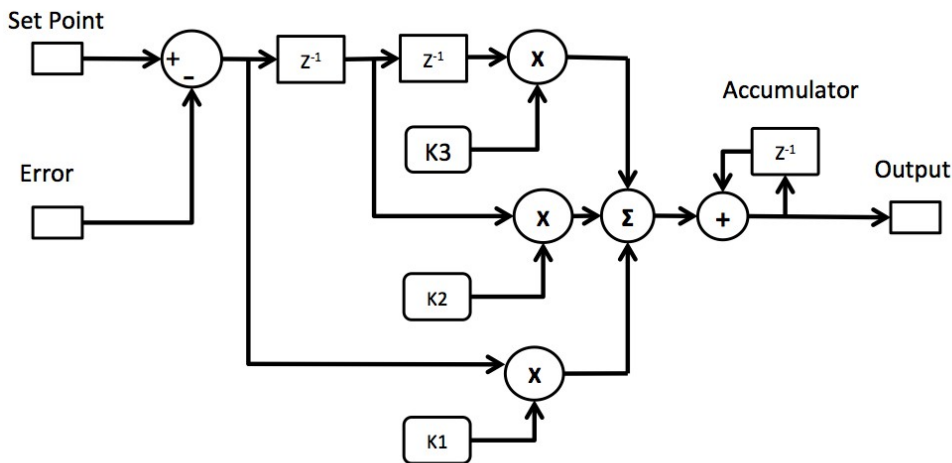 Set Point
+
-
Z-1
Z-1
X
Accumulator
K3
Z-1
Error
Output
X
Σ
+
K2
X
K1